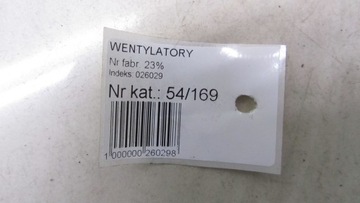 WENTYLATORY
Nr fabr. 23%
Indeks. 026029
Nr kat.: 54/169
1 000000 260298